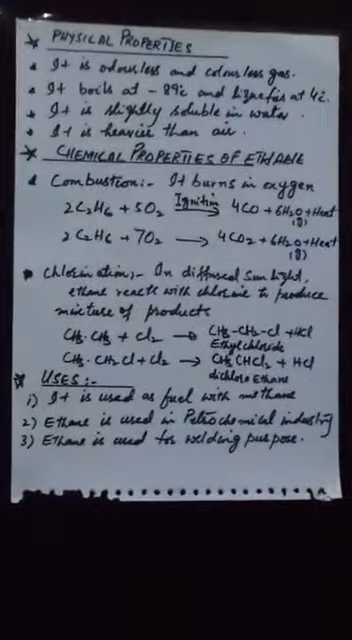 * PHYSICAL PROPERTIES
• It is odourless and colourless gas.
• It boils at -89°c and liquefies at 4°c.
• It is slightly soluble in water.
• It is heavier than air.
* CHEMICAL PROPERTIES OF ETHANE
• Combustion:- It burns in oxygen
2C₂H₆ + 5O₂ Ignition→ 4CO + 6H₂O + Heat
(g)
2C₂H₆ + 7O₂ → 4CO₂ + 6H₂O + Heat
(g)
• Chlorination:- In diffused Sun light,
ethane reacts with chlorine to produce
mixture of products
CH₃-CH₃ + Cl₂ → CH₃-CH₂-Cl + HCl
Ethylchloride
CH₃-CH₂Cl + Cl₂ → CH₃CHCl₂ + HCl
dichloro Ethane
* USES:-
1) It is used as fuel with methane
2) Ethane is used in Petrochemical industry
3) Ethane is used for welding purpose.